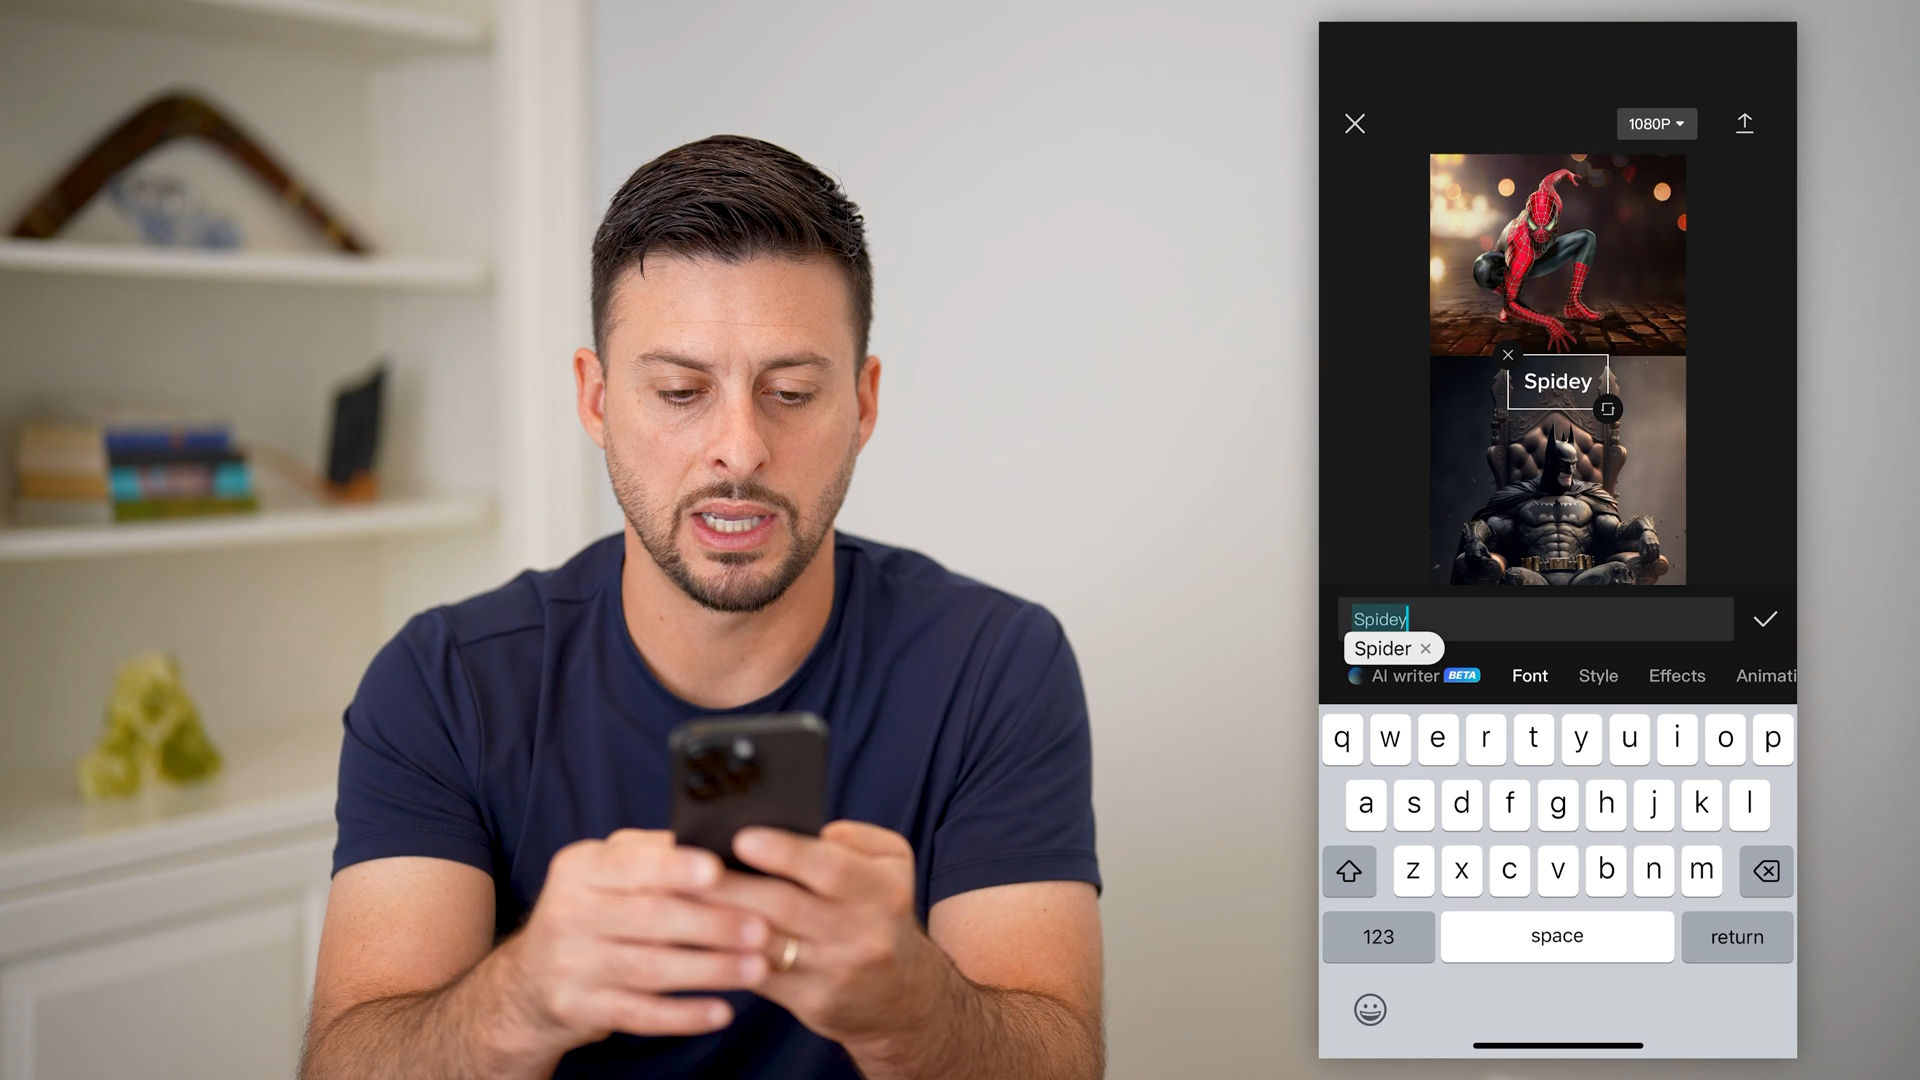 1080P
Spidey
Spidey
Spider
AI writer BETA Font Style Effects Animati
q w e r t y u i o p
a s d f g h j k l
z x c v b n m
123 space return